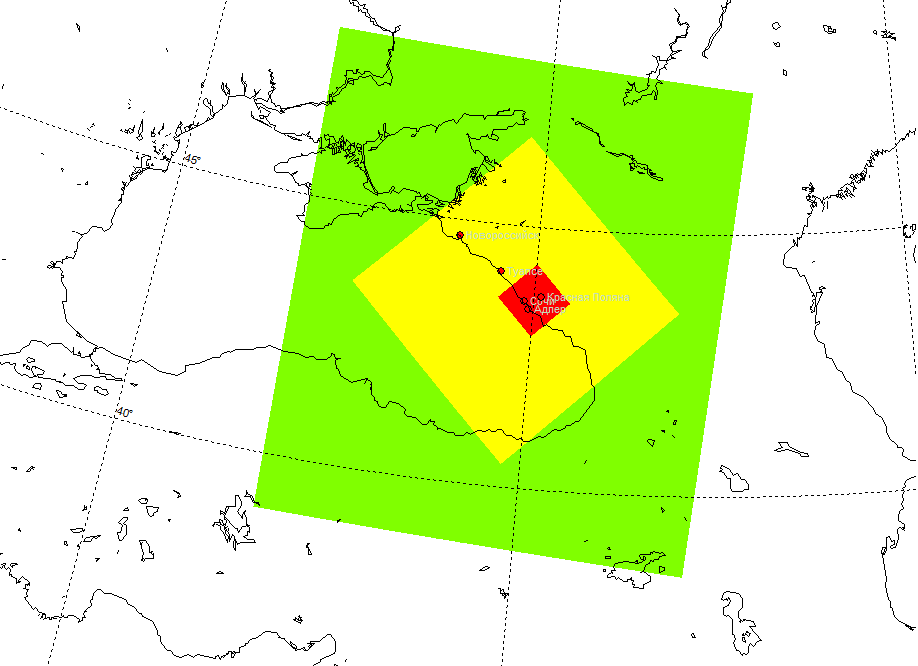 45°
Новороссийск
Туапсе
Красная Поляна
Сочи
Адлер
40°